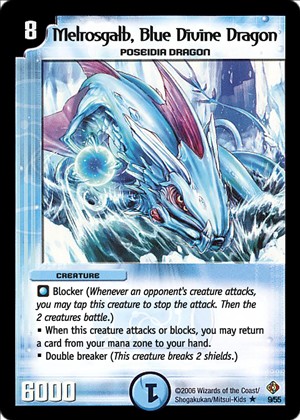 8 Melrosgalb, Blue Divine Dragon
POSEIDIA DRAGON
CREATURE
Blocker (Whenever an opponent's creature attacks,
you may tap this creature to stop the attack. Then the
2 creatures battle.)
▪ When this creature attacks or blocks, you may return
a card from your mana zone to your hand.
▪ Double breaker (This creature breaks 2 shields.)
6000
1
©2006 Wizards of the Coast/
Shogakukan/Mitsui-Kids ★ 9/55